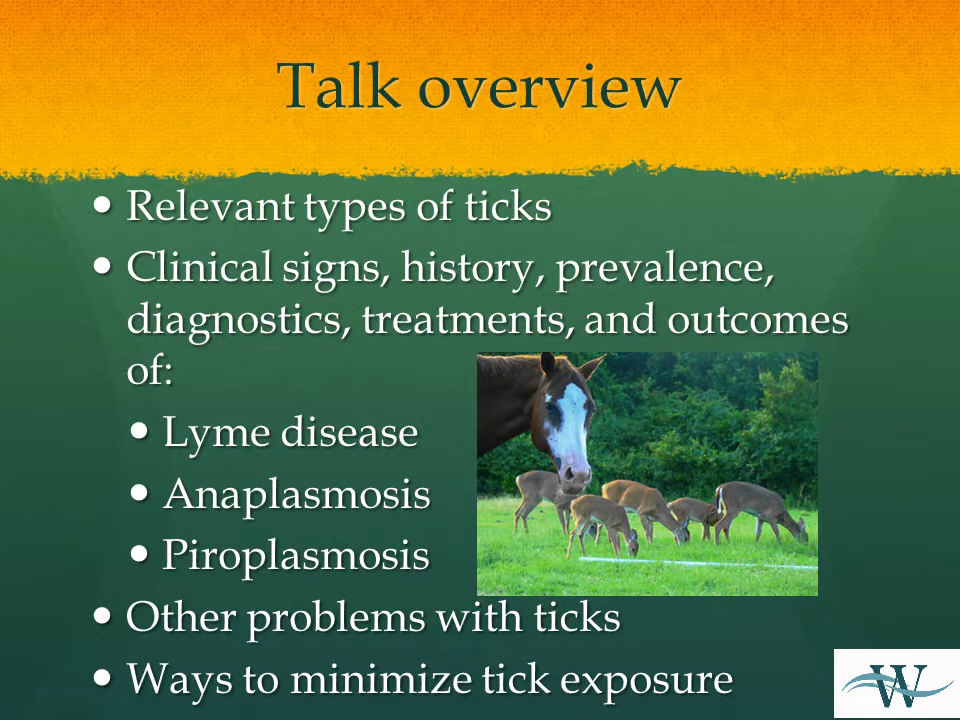 Talk overview
• Relevant types of ticks
• Clinical signs, history, prevalence,
diagnostics, treatments, and outcomes
of:
• Lyme disease
• Anaplasmosis
• Piroplasmosis
• Other problems with ticks
• Ways to minimize tick exposure
W